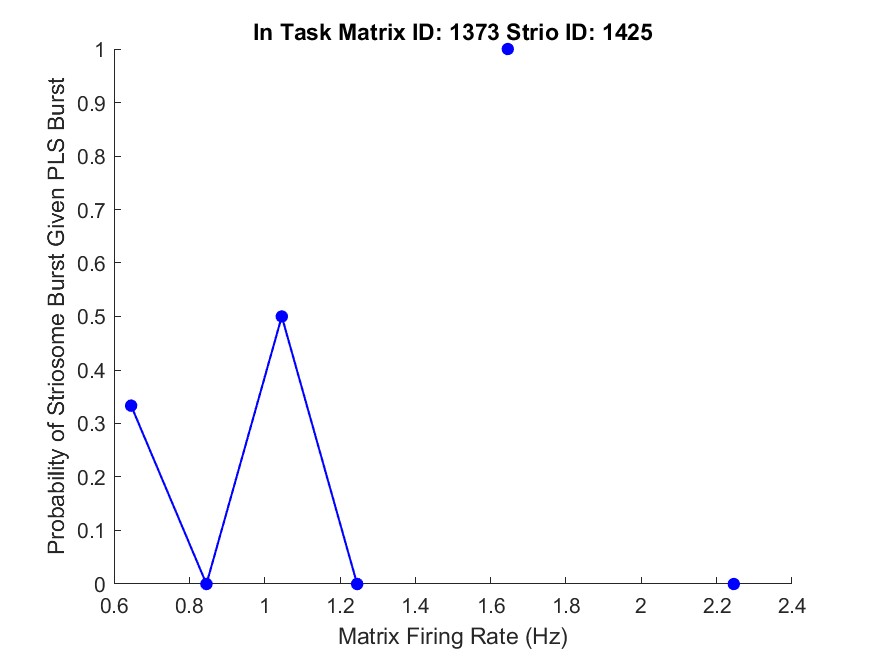 In Task Matrix ID: 1373 Strio ID: 1425
Probability of Striosome Burst Given PLS Burst
1
0.9
0.8
0.7
0.6
0.5
0.4
0.3
0.2
0.1
0
0.6 0.8 1 1.2 1.4 1.6 1.8 2 2.2 2.4
Matrix Firing Rate (Hz)